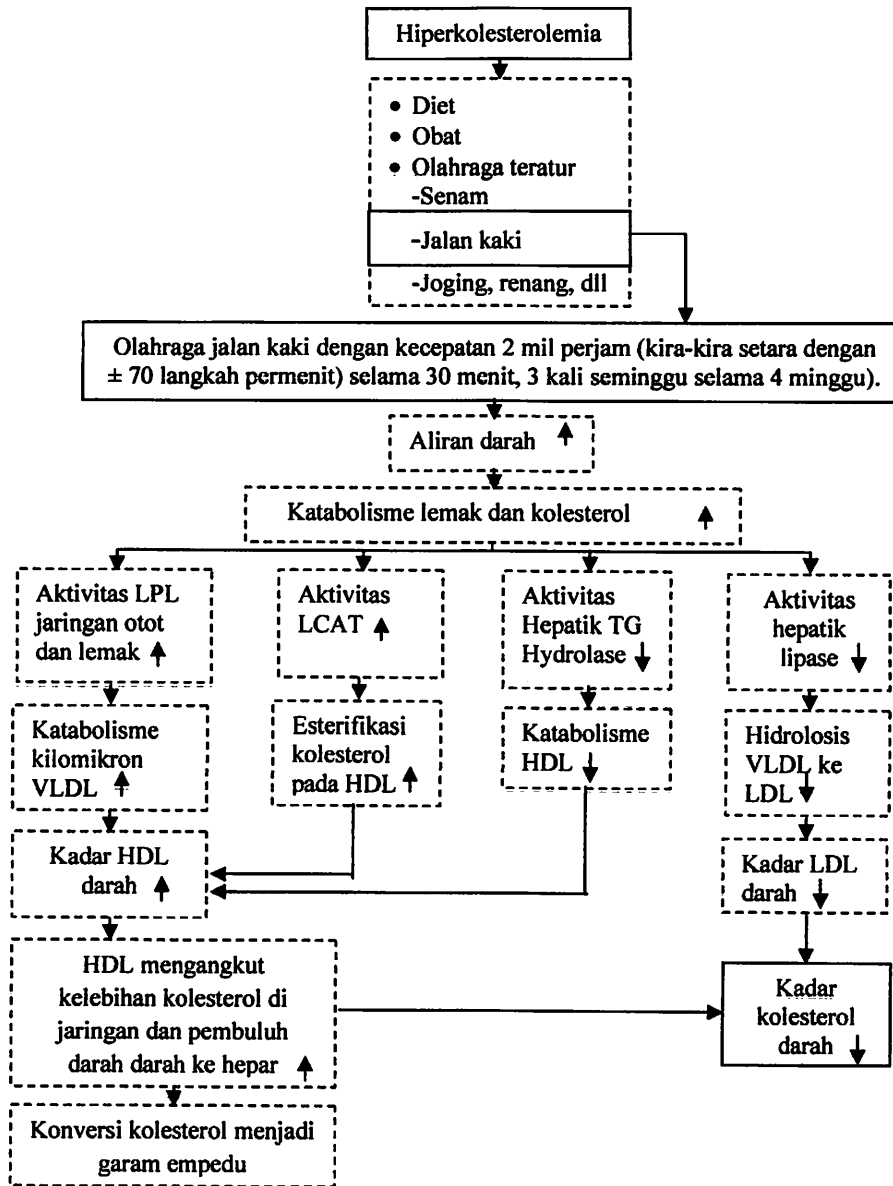 Hiperkolesterolemia
• Diet
• Obat
• Olahraga teratur
-Senam
-Jalan kaki
-Joging, renang, dll
Olahraga jalan kaki dengan kecepatan 2 mil perjam (kira-kira setara dengan
± 70 langkah permenit) selama 30 menit, 3 kali seminggu selama 4 minggu).
Aliran darah ↑
Katabolisme lemak dan kolesterol ↑
Aktivitas LPL
jaringan otot
dan lemak ↑
Aktivitas
LCAT ↑
Aktivitas
Hepatik TG
Hydrolase ↓
Aktivitas
hepatik
lipase ↓
Katabolisme
kilomikron
VLDL ↑
Esterifikasi
kolesterol
pada HDL ↑
Katabolisme
HDL ↓
Hidrolosis
VLDL ke
LDL ↓
Kadar HDL
darah ↑
Kadar LDL
darah ↓
HDL mengangkut
kelebihan kolesterol di
jaringan dan pembuluh
darah darah ke hepar ↑
Kadar
kolesterol
darah ↓
Konversi kolesterol menjadi
garam empedu